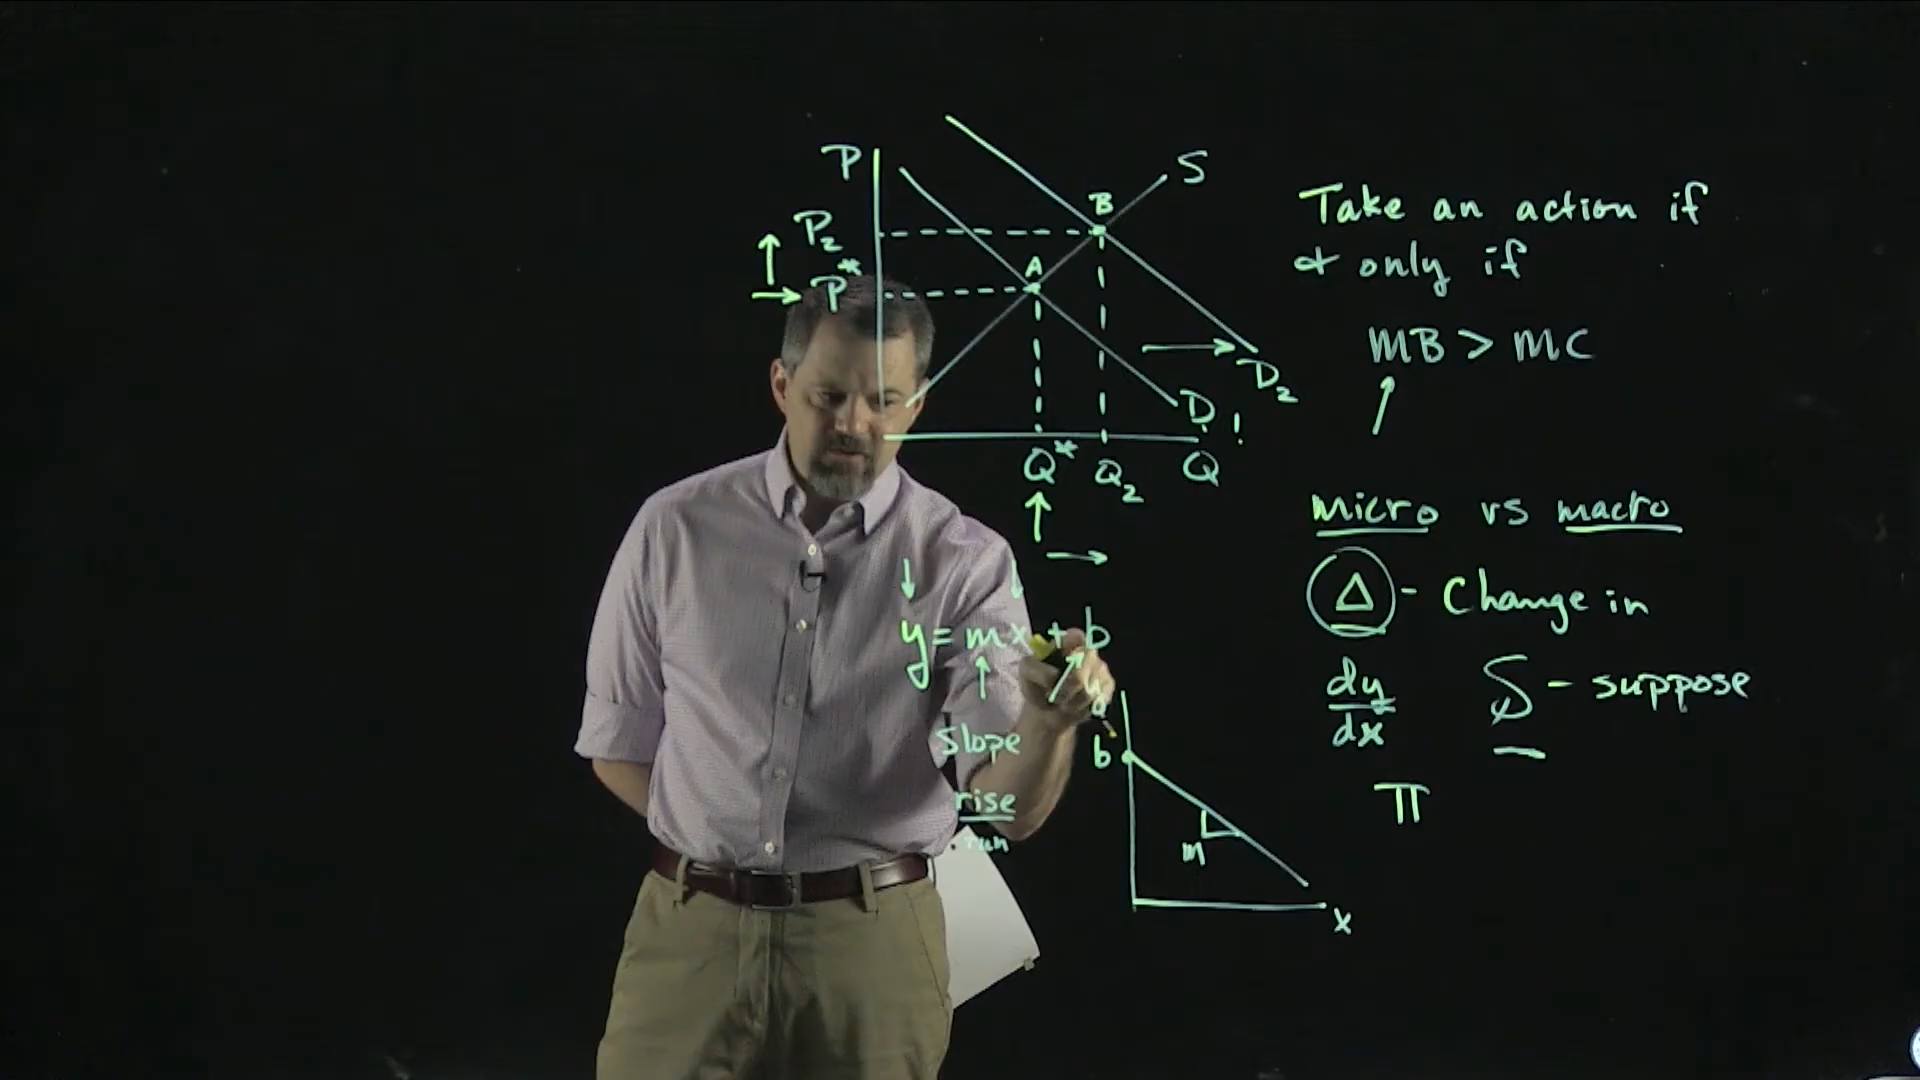 P
S
B
P2
A
P*
D2
D1
Q*
Q2
Q
y = mx + b
Slope
rise
run
y
b
m
x
Take an action if
& only if
MB > MC
micro vs macro
Δ - Change in
dy
dx
S - suppose
π